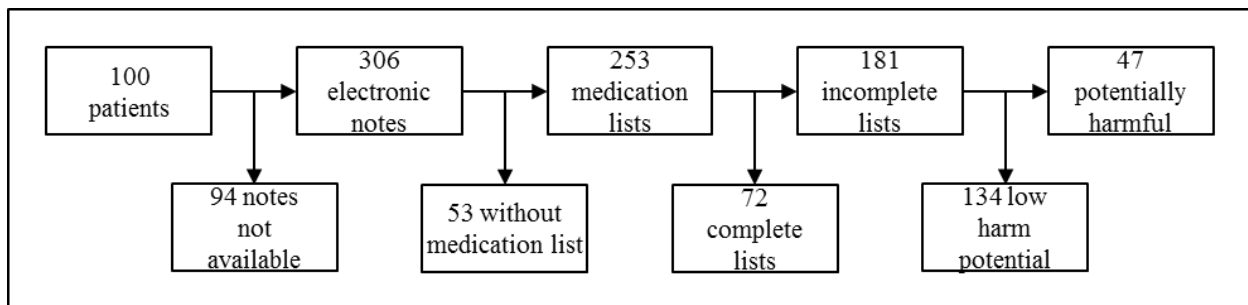 100
patients
306
electronic
notes
253
medication
lists
181
incomplete
lists
47
potentially
harmful
94 notes
not
available
53 without
medication list
72
complete
lists
134 low
harm
potential